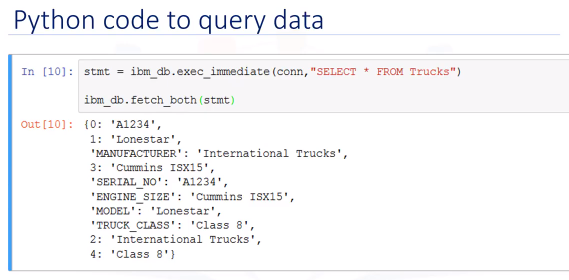 Python code to query data
In [10]: stmt = ibm_db.exec_immediate(conn,"SELECT * FROM Trucks")
ibm_db.fetch_both(stmt)
Out[10]: {0: 'A1234',
1: 'Lonestar',
'MANUFACTURER': 'International Trucks',
3: 'Cummins ISX15',
'SERIAL_NO': 'A1234',
'ENGINE_SIZE': 'Cummins ISX15',
'MODEL': 'Lonestar',
'TRUCK_CLASS': 'Class 8',
2: 'International Trucks',
4: 'Class 8'}